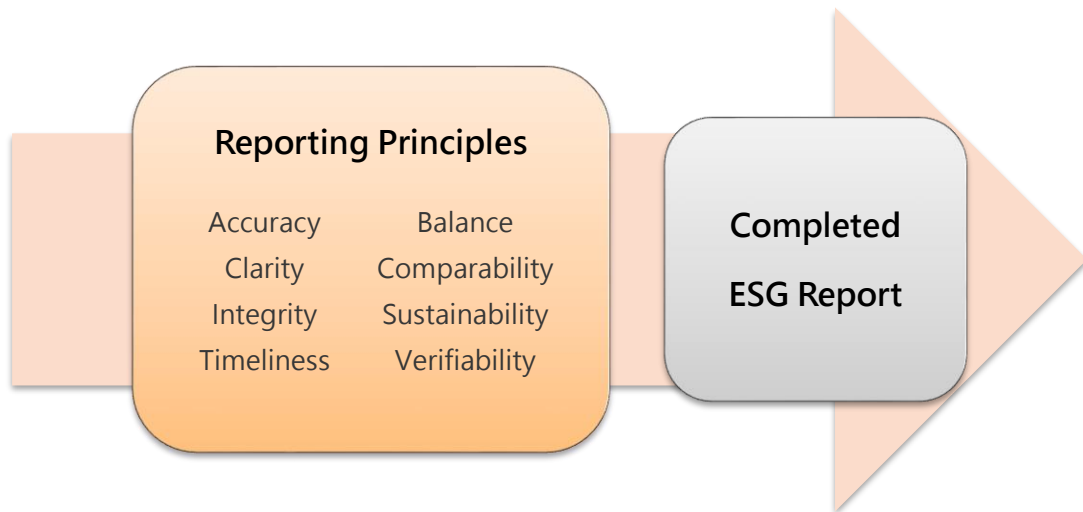 Reporting Principles
Accuracy Balance
Clarity Comparability
Integrity Sustainability
Timeliness Verifiability
Completed
ESG Report